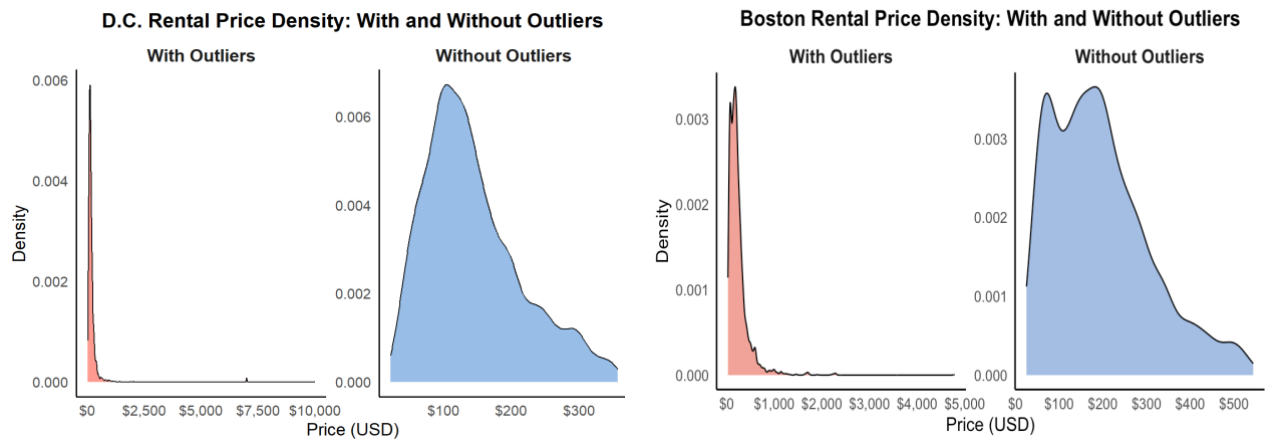 D.C. Rental Price Density: With and Without Outliers
With Outliers
Without Outliers
Density
0.006
0.004
0.002
0.000
$0 $2,500 $5,000 $7,500 $10,000
0.006
0.004
0.002
0.000
$100 $200 $300
Price (USD)
Boston Rental Price Density: With and Without Outliers
With Outliers
Without Outliers
Density
0.003
0.002
0.001
0.000
$0 $1,000 $2,000 $3,000 $4,000 $5,000
0.003
0.002
0.001
0.000
$0 $100 $200 $300 $400 $500
Price (USD)